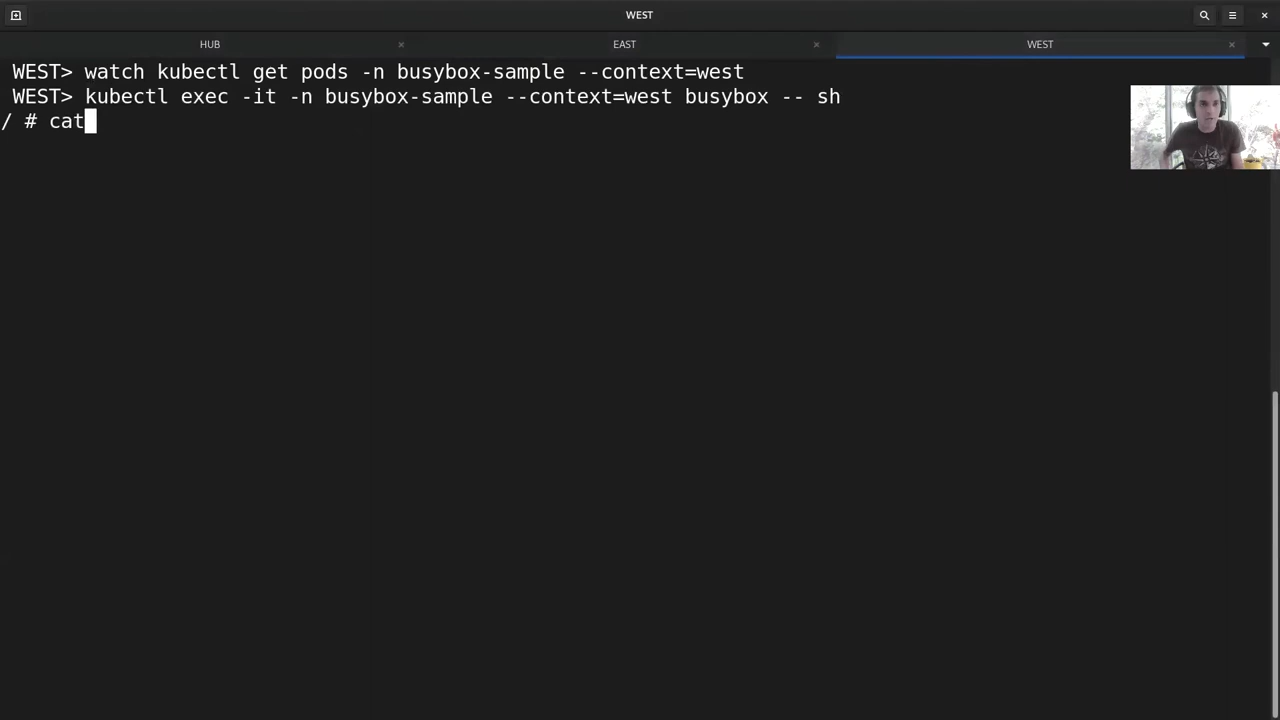 WEST
HUB
EAST
WEST
WEST> watch kubectl get pods -n busybox-sample --context=west
WEST> kubectl exec -it -n busybox-sample --context=west busybox -- sh
/ # cat